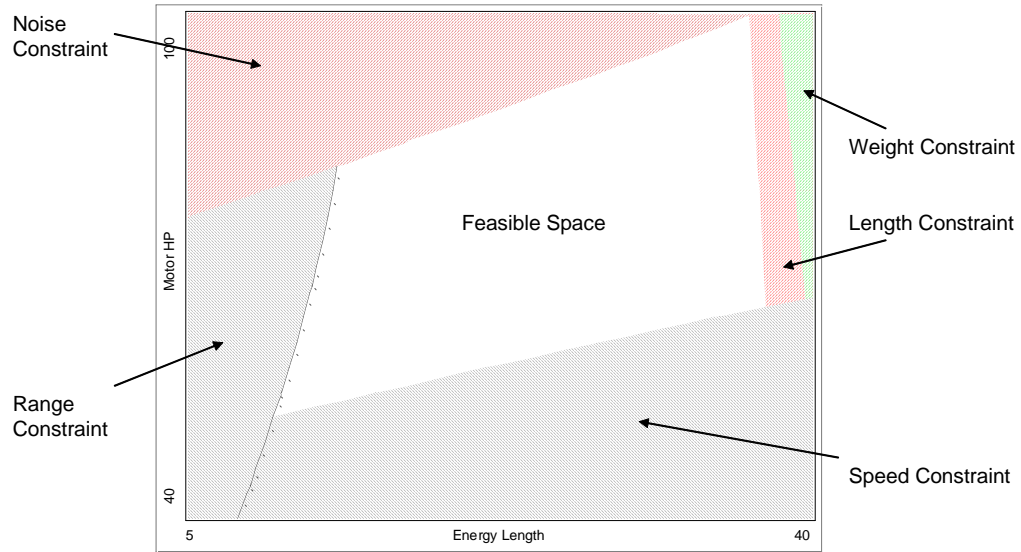 Noise
Constraint
100
Weight Constraint
Feasible Space
Length Constraint
Motor HP
Range
Constraint
Speed Constraint
40
5
Energy Length
40